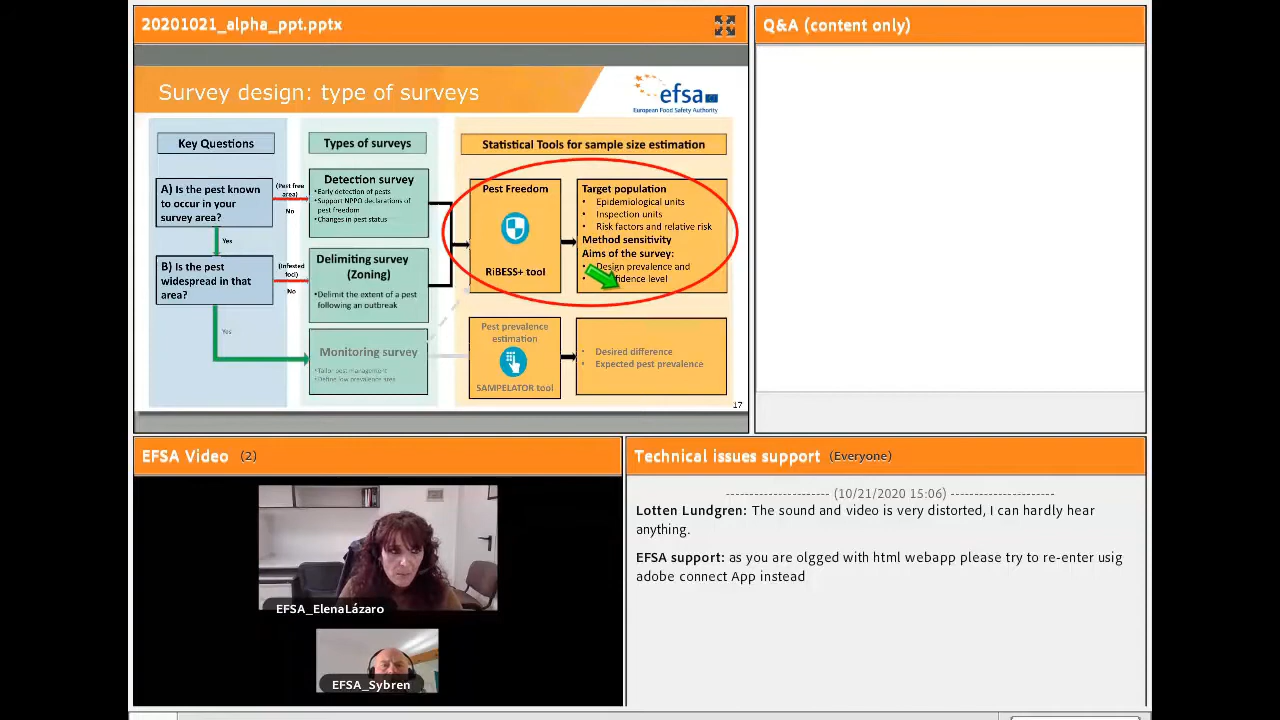 20201021_alpha_ppt.pptx
Q&A (content only)
Survey design: type of surveys
efsa
European Food Safety Authority
Key Questions
Types of surveys
Statistical Tools for sample size estimation
A) Is the pest known
to occur in your
survey area?
(Pest free
area)
No
Yes
Detection survey
•Early detection of pests
•Support NPPO declarations of
pest freedom
•Changes in pest status
Pest Freedom
RiBESS+ tool
Target population
• Epidemiological units
• Inspection units
• Risk factors and relative risk
Method sensitivity
Aims of the survey:
• Design prevalence and
• idence level
B) Is the pest
widespread in that
area?
(Infested
foci)
No
Yes
Delimiting survey
(Zoning)
• Delimit the extent of a pest
following an outbreak
Monitoring survey
•Tailor pest management
•Define low prevalence area
Pest prevalence
estimation
SAMPELATOR tool
• Desired difference
• Expected pest prevalence
17
EFSA Video (2)
EFSA_ElenaLázaro
EFSA_Sybren
Technical issues support (Everyone)
---------------------- (10/21/2020 15:06) ----------------------
Lotten Lundgren: The sound and video is very distorted, I can hardly hear
anything.
EFSA support: as you are olgged with html webapp please try to re-enter usig
adobe connect App instead